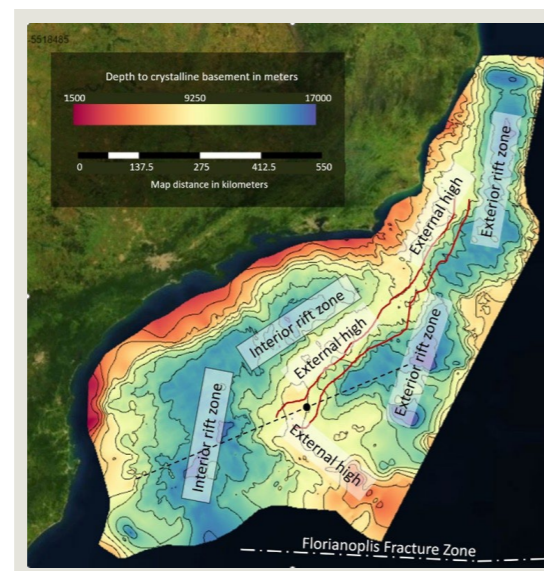 5518485
Depth to crystalline basement in meters
1500 9250 17000
0 137.5 275 412.5 550
Map distance in kilometers
Exterior rift zone
External high
Interior rift zone
External high
Exterior rift zone
Interior rift zone
External high
Florianoplis Fracture Zone